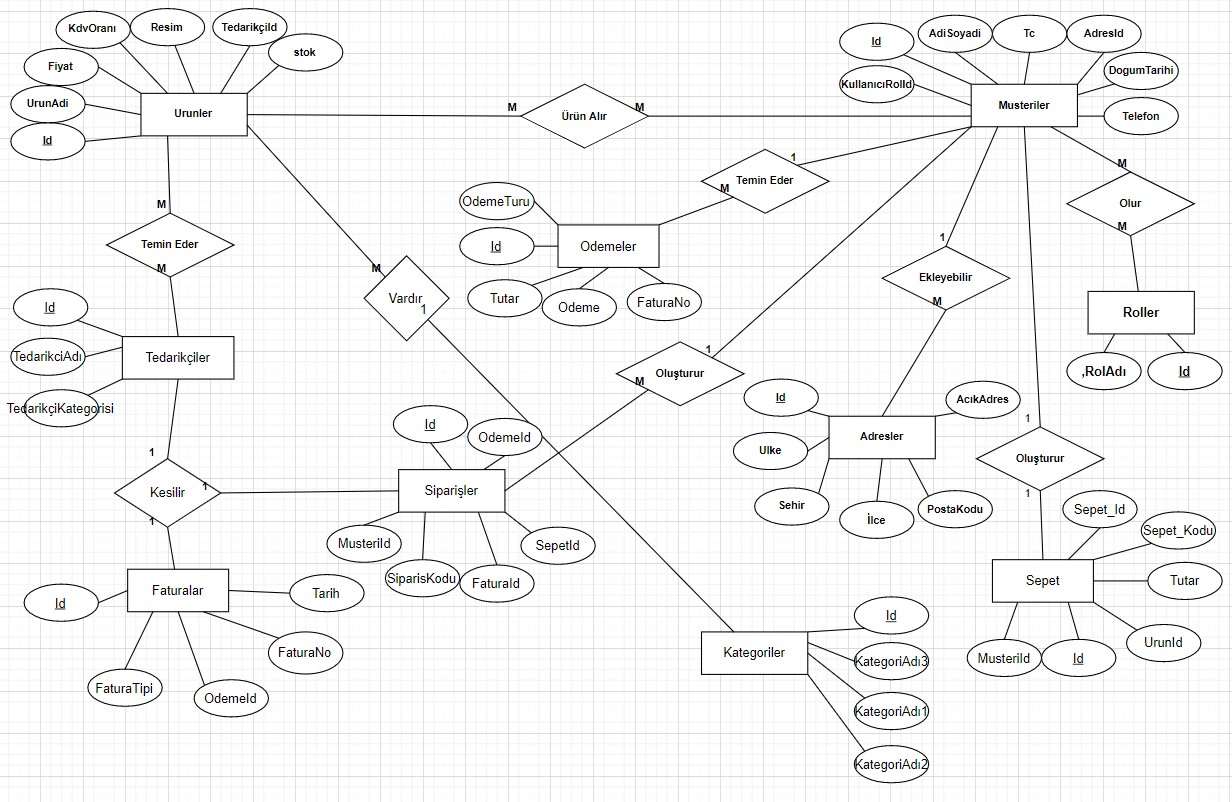 KdvOranı
Resim
TedarikçiId
stok
Fiyat
UrunAdi
Id
Urunler
M
Ürün Alır
M
Id
AdiSoyadi
Tc
AdresId
KullanıcıRolId
DogumTarihi
Telefon
Musteriler
1
Temin Eder
M
M
Olur
M
M
Temin Eder
M
OdemeTuru
Id
Odemeler
Tutar
Odeme
FaturaNo
M
Vardır
1
1
Ekleyebilir
M
Roller
,RolAdı
Id
Id
TedarikciAdı
TedarikçiKategorisi
Tedarikçiler
1
Oluşturur
M
Id
Ulke
Sehir
İlce
PostaKodu
AcıkAdres
Adresler
1
Oluşturur
1
Id
OdemeId
Siparişler
MusteriId
SiparisKodu
FaturaId
SepetId
1
Kesilir
1
1
Sepet_Id
Sepet_Kodu
Sepet
Tutar
UrunId
MusteriId
Id
Faturalar
Id
Tarih
FaturaNo
FaturaTipi
OdemeId
Kategoriler
Id
KategoriAdı3
KategoriAdı1
KategoriAdı2